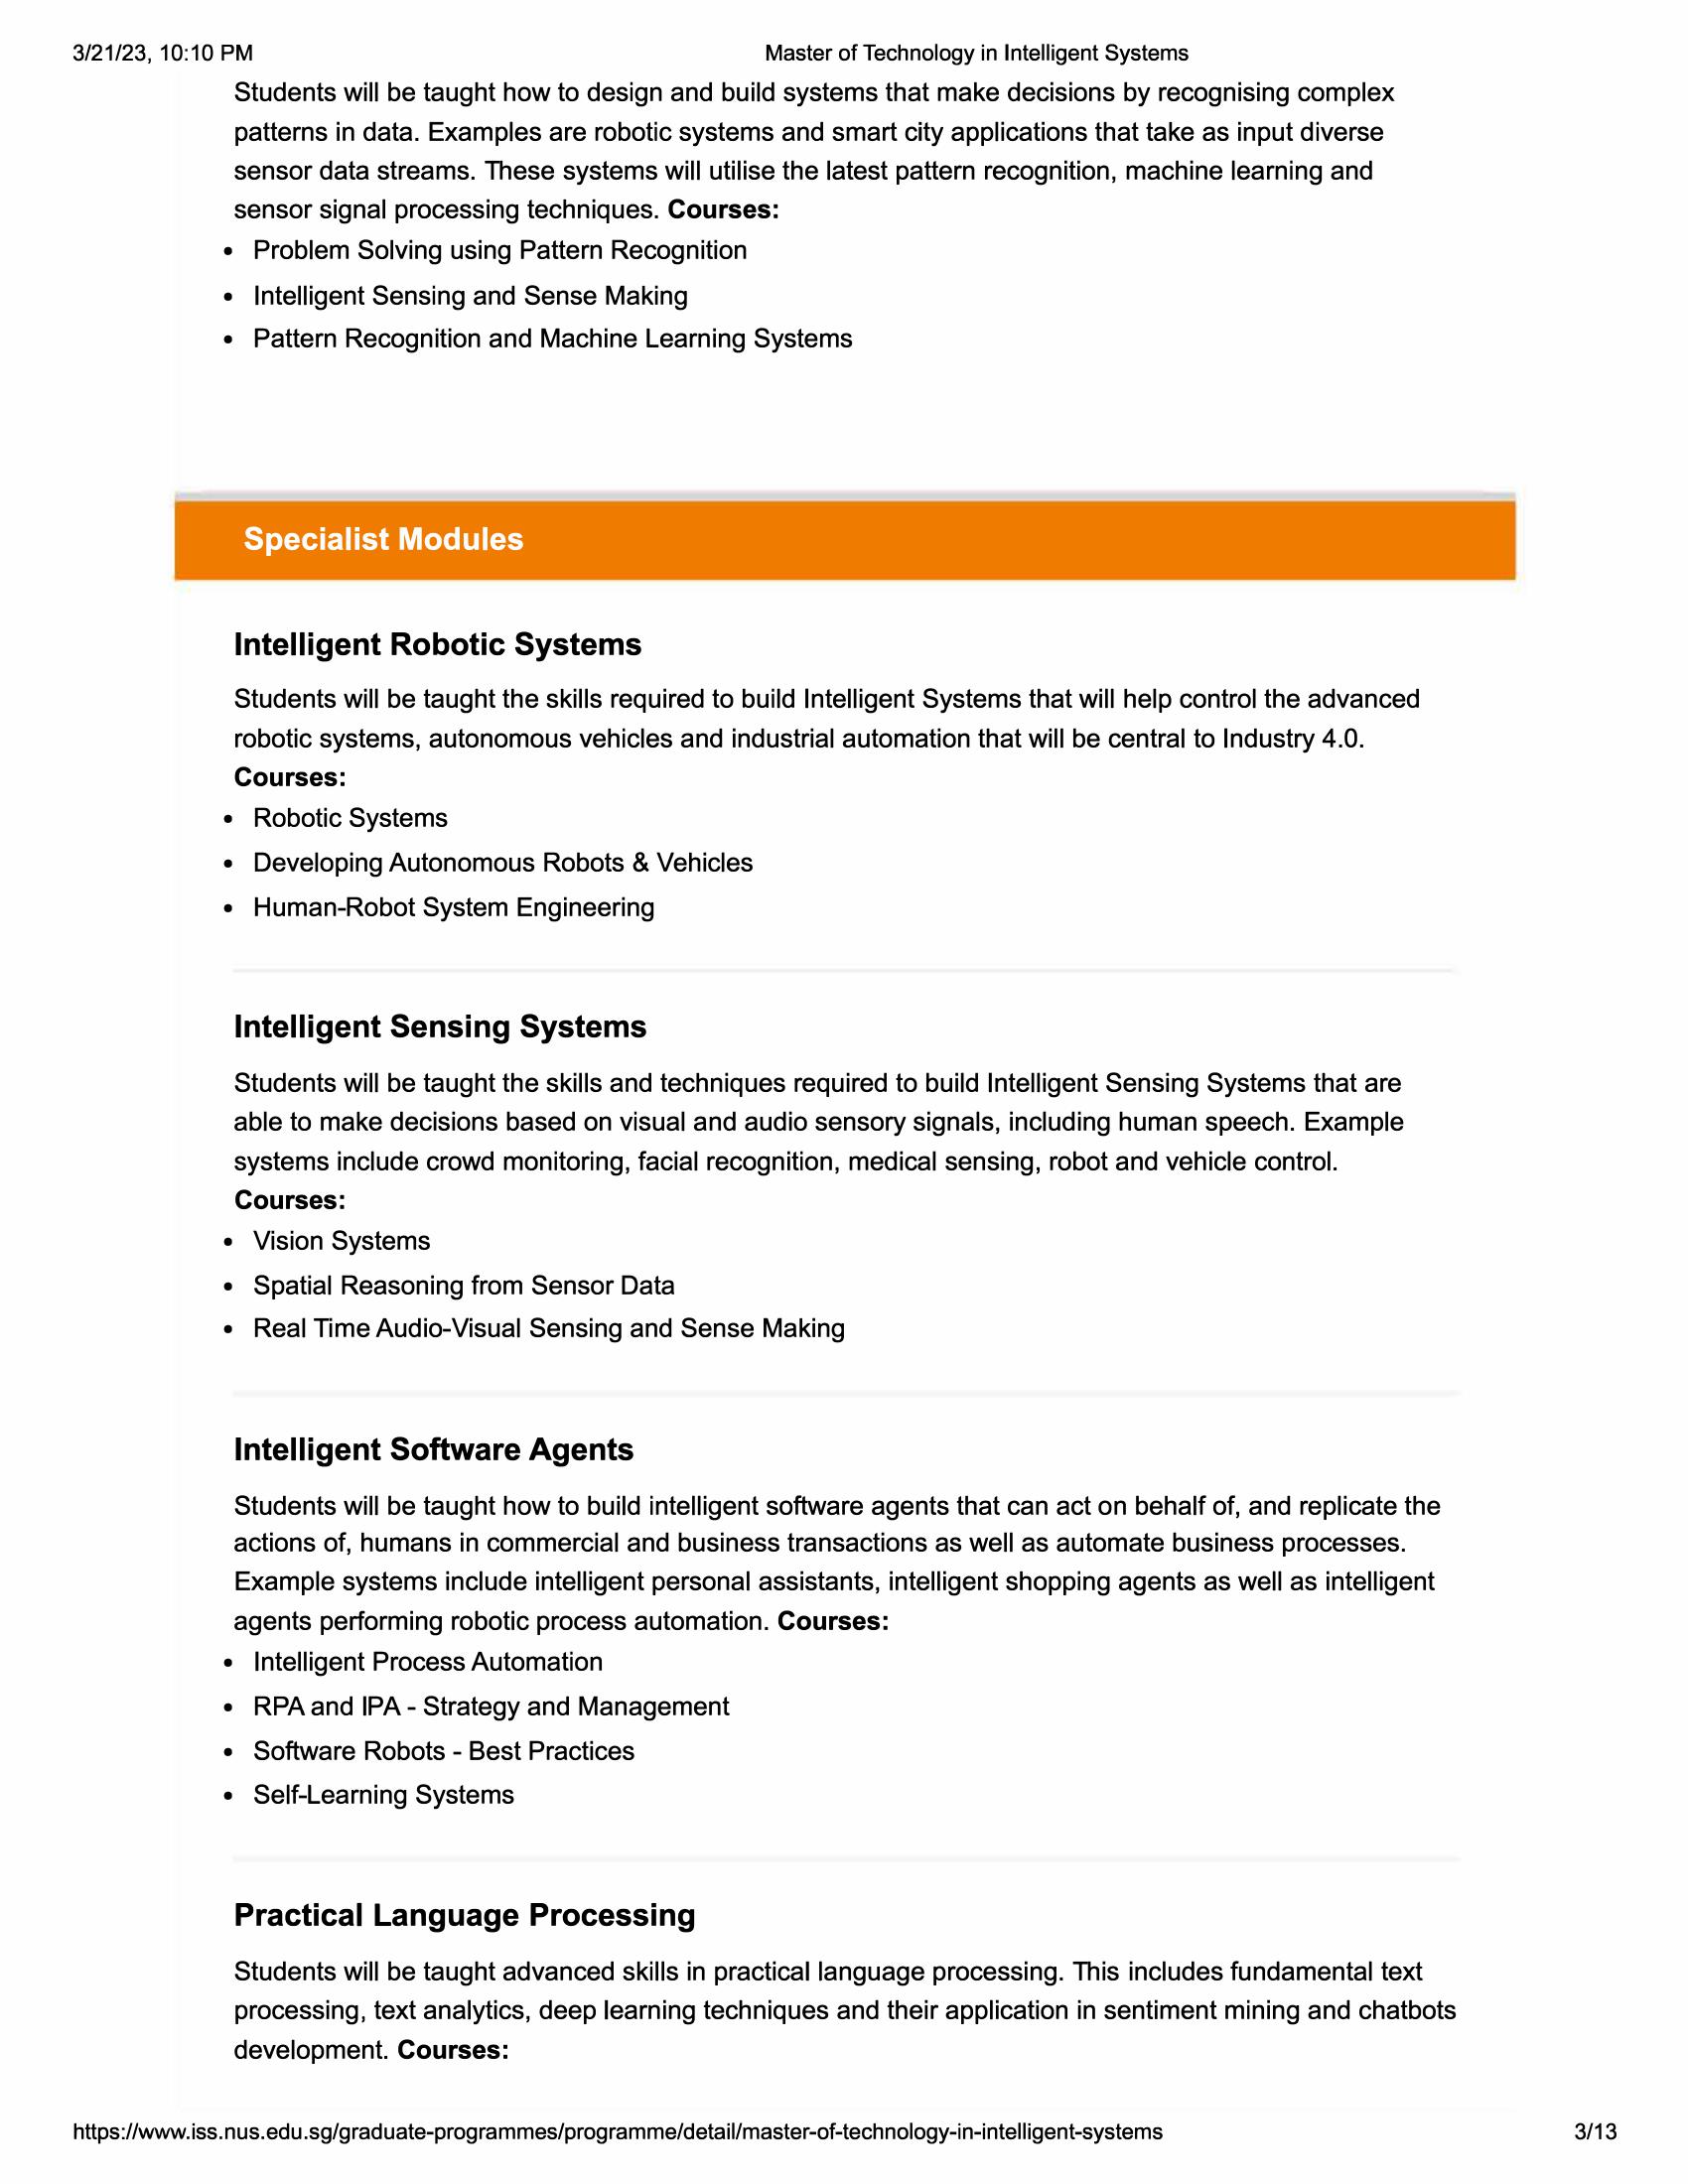 3/21/23, 10:10 PM
Master of Technology in Intelligent Systems
Students will be taught how to design and build systems that make decisions by recognising complex
patterns in data. Examples are robotic systems and smart city applications that take as input diverse
sensor data streams. These systems will utilise the latest pattern recognition, machine learning and
sensor signal processing techniques. Courses:
• Problem Solving using Pattern Recognition
• Intelligent Sensing and Sense Making
• Pattern Recognition and Machine Learning Systems
Specialist Modules
Intelligent Robotic Systems
Students will be taught the skills required to build Intelligent Systems that will help control the advanced
robotic systems, autonomous vehicles and industrial automation that will be central to Industry 4.0.
Courses:
• Robotic Systems
• Developing Autonomous Robots & Vehicles
• Human-Robot System Engineering
Intelligent Sensing Systems
Students will be taught the skills and techniques required to build Intelligent Sensing Systems that are
able to make decisions based on visual and audio sensory signals, including human speech. Example
systems include crowd monitoring, facial recognition, medical sensing, robot and vehicle control.
Courses:
• Vision Systems
• Spatial Reasoning from Sensor Data
• Real Time Audio-Visual Sensing and Sense Making
Intelligent Software Agents
Students will be taught how to build intelligent software agents that can act on behalf of, and replicate the
actions of, humans in commercial and business transactions as well as automate business processes.
Example systems include intelligent personal assistants, intelligent shopping agents as well as intelligent
agents performing robotic process automation. Courses:
• Intelligent Process Automation
• RPA and IPA - Strategy and Management
• Software Robots - Best Practices
• Self-Learning Systems
Practical Language Processing
Students will be taught advanced skills in practical language processing. This includes fundamental text
processing, text analytics, deep learning techniques and their application in sentiment mining and chatbots
development. Courses:
https://www.iss.nus.edu.sg/graduate-programmes/programme/detail/master-of-technology-in-intelligent-systems
3/13